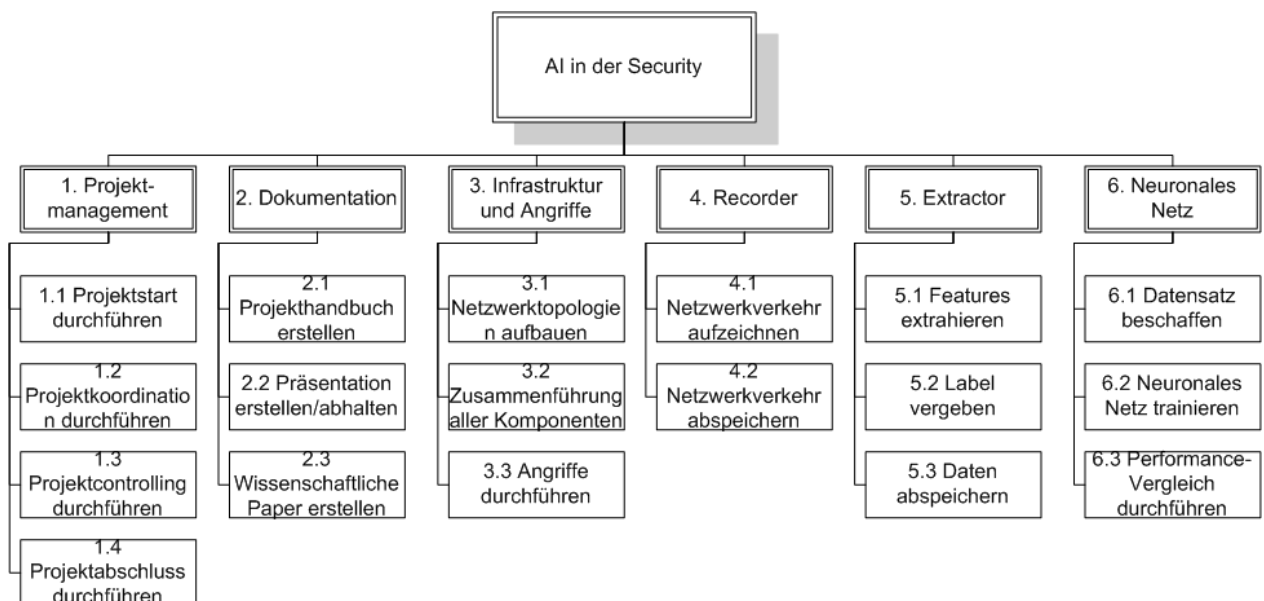 AI in der Security
1. Projekt-
management
2. Dokumentation
3. Infrastruktur
und Angriffe
4. Recorder
5. Extractor
6. Neuronales
Netz
1.1 Projektstart
durchführen
1.2
Projektkoordinatio
n durchführen
1.3
Projektcontrolling
durchführen
1.4
Projektabschluss
durchführen
2.1
Projekthandbuch
erstellen
2.2 Präsentation
erstellen/abhalten
2.3
Wissenschaftliche
Paper erstellen
3.1
Netzwerktopologie
n aufbauen
3.2
Zusammenführung
aller Komponenten
3.3 Angriffe
durchführen
4.1
Netzwerkverkehr
aufzeichnen
4.2
Netzwerkverkehr
abspeichern
5.1 Features
extrahieren
5.2 Label
vergeben
5.3 Daten
abspeichern
6.1 Datensatz
beschaffen
6.2 Neuronales
Netz trainieren
6.3 Performance-
Vergleich
durchführen